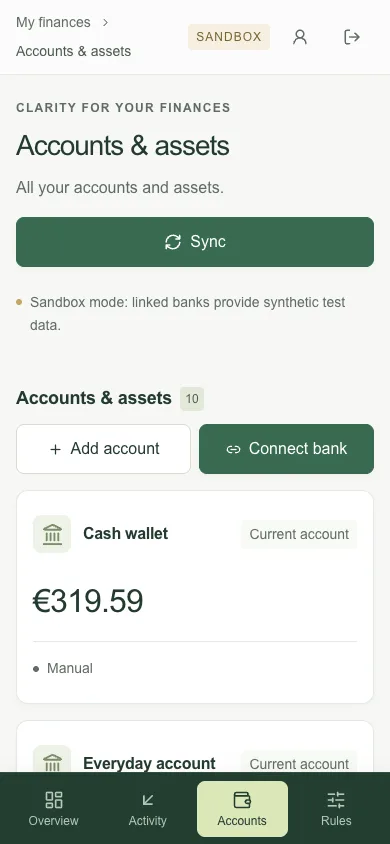 My finances
Accounts & assets
SANDBOX
CLARITY FOR YOUR FINANCES
Accounts & assets
All your accounts and assets.
Sync
Sandbox mode: linked banks provide synthetic test
data.
Accounts & assets 10
Add account
Connect bank
Cash wallet
Current account
€319.59
Manual
Everyday account
Current account
Overview
Activity
Accounts
Rules